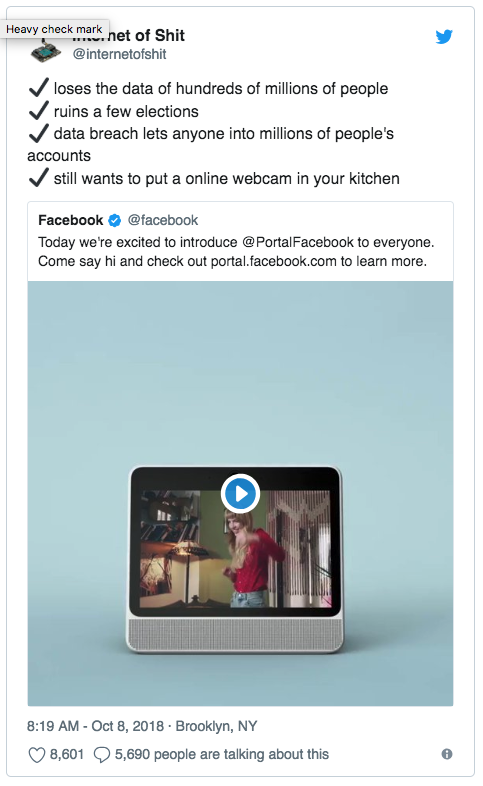 Heavy check mark
Internet of Shit
@internetofshit
✔ loses the data of hundreds of millions of people
✔ ruins a few elections
✔ data breach lets anyone into millions of people's
accounts
✔ still wants to put a online webcam in your kitchen
Facebook @facebook
Today we're excited to introduce @PortalFacebook to everyone.
Come say hi and check out portal.facebook.com to learn more.
8:19 AM - Oct 8, 2018 · Brooklyn, NY
8,601 5,690 people are talking about this